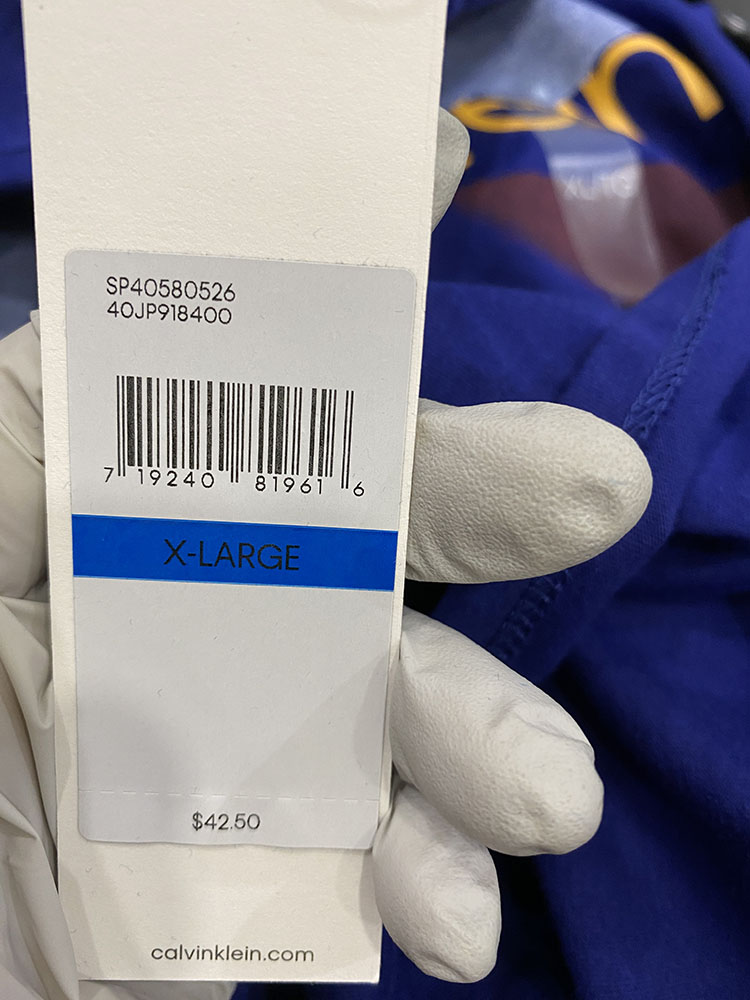 SP40580526
40JP918400
7 19240 81961 6
X-LARGE
$42.50
calvinklein.com